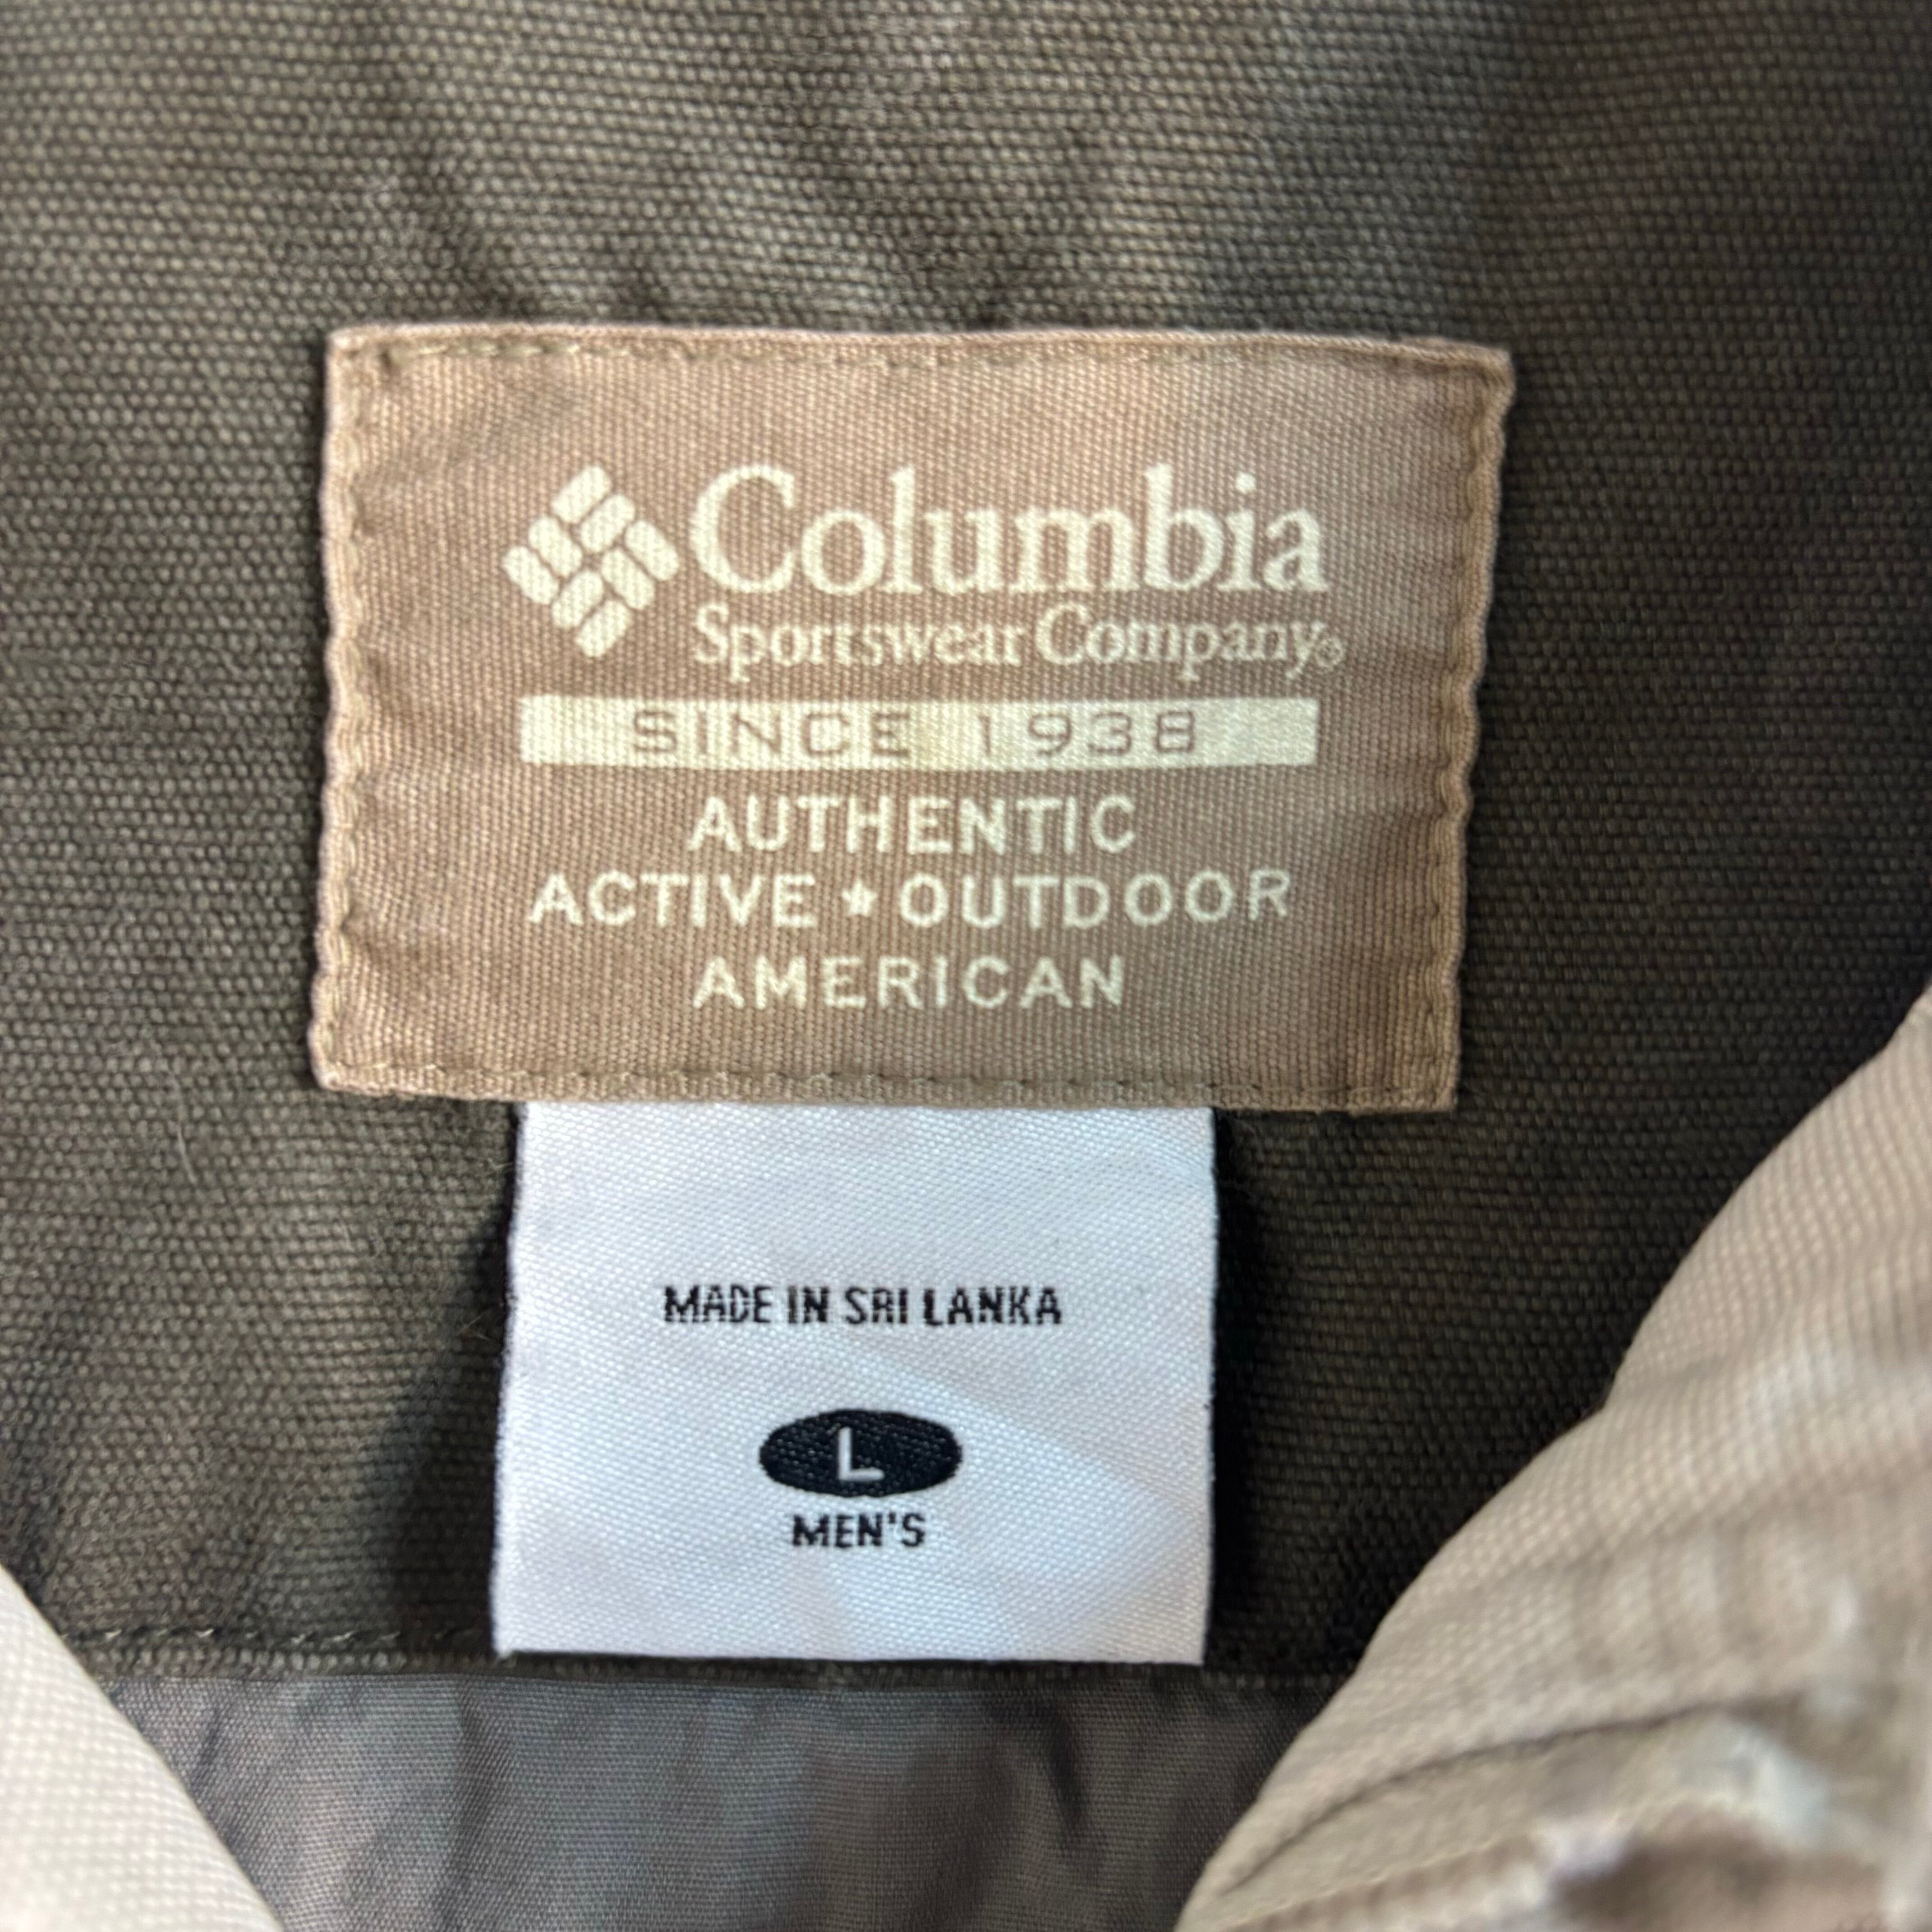 Columbia
Sportswear Company®
SINCE 1938
AUTHENTIC
ACTIVE ★ OUTDOOR
AMERICAN
MADE IN SRI LANKA
L
MEN'S